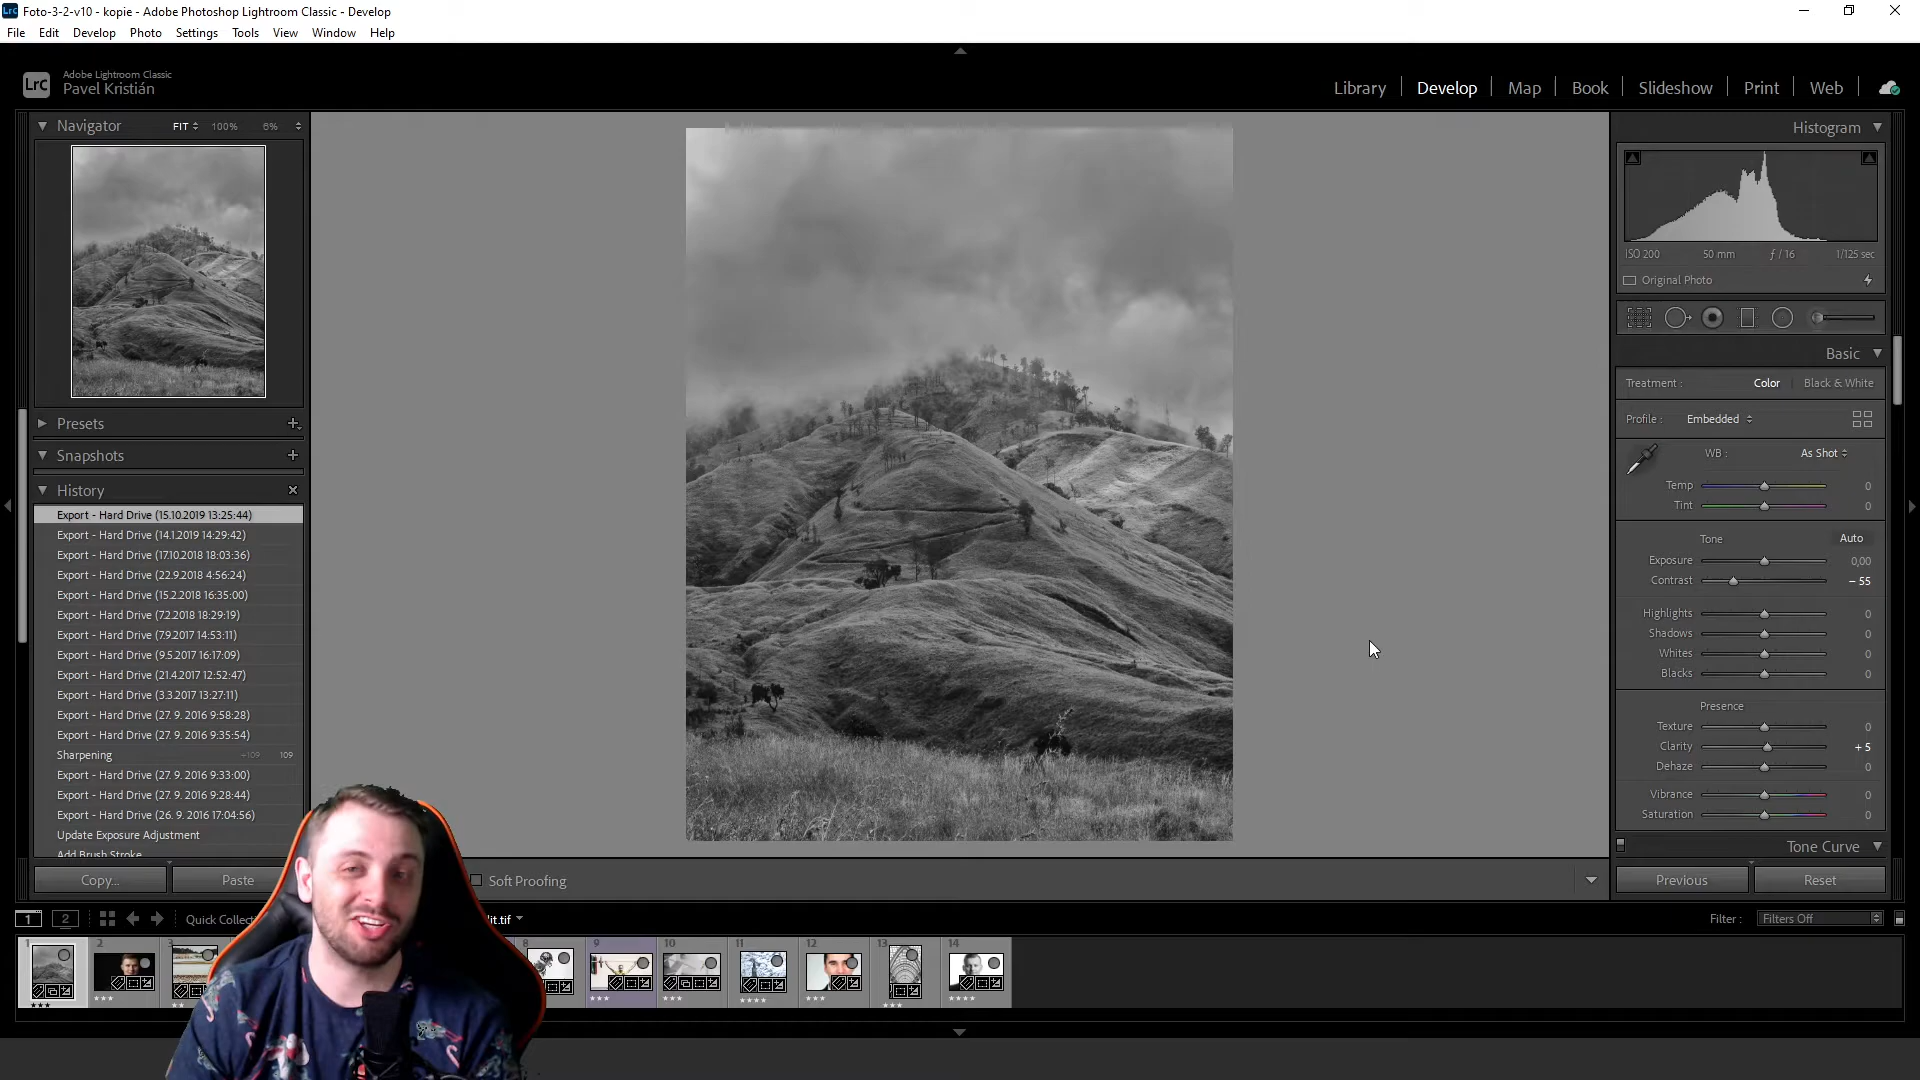 Foto-3-2-v10 - kopie - Adobe Photoshop Lightroom Classic - Develop
File Edit Develop Photo Settings Tools View Window Help
LrC
Adobe Lightroom Classic
Pavel Kristián
Library Develop Map Book Slideshow Print Web
Navigator FIT 100% 6%
Presets
Snapshots
History
Export - Hard Drive (15.10.2019 13:25:44)
Export - Hard Drive (14.1.2019 14:29:42)
Export - Hard Drive (17.10.2018 18:03:36)
Export - Hard Drive (22.9.2018 4:56:24)
Export - Hard Drive (15.2.2018 16:35:00)
Export - Hard Drive (7.2.2018 18:29:19)
Export - Hard Drive (7.9.2017 14:53:11)
Export - Hard Drive (9.5.2017 16:17:09)
Export - Hard Drive (21.4.2017 12:52:47)
Export - Hard Drive (3.3.2017 13:27:11)
Export - Hard Drive (27. 9. 2016 9:58:28)
Export - Hard Drive (27. 9. 2016 9:35:54)
Sharpening +109 109
Export - Hard Drive (27. 9. 2016 9:33:00)
Export - Hard Drive (27. 9. 2016 9:28:44)
Export - Hard Drive (26. 9. 2016 17:04:56)
Update Exposure Adjustment
Add Brush Stroke
Copy... Paste
Soft Proofing
Histogram
ISO 200 50 mm ƒ / 16 1/125 sec
Original Photo
Basic
Treatment : Color Black & White
Profile : Embedded
WB : As Shot
Temp 0
Tint 0
Tone Auto
Exposure 0,00
Contrast – 55
Highlights 0
Shadows 0
Whites 0
Blacks 0
Presence
Texture 0
Clarity + 5
Dehaze 0
Vibrance 0
Saturation 0
Tone Curve
Previous Reset
1 2 Quick Collec lit.tif Filter : Filters Off
1 2 3 8 9 10 11 12 13 14